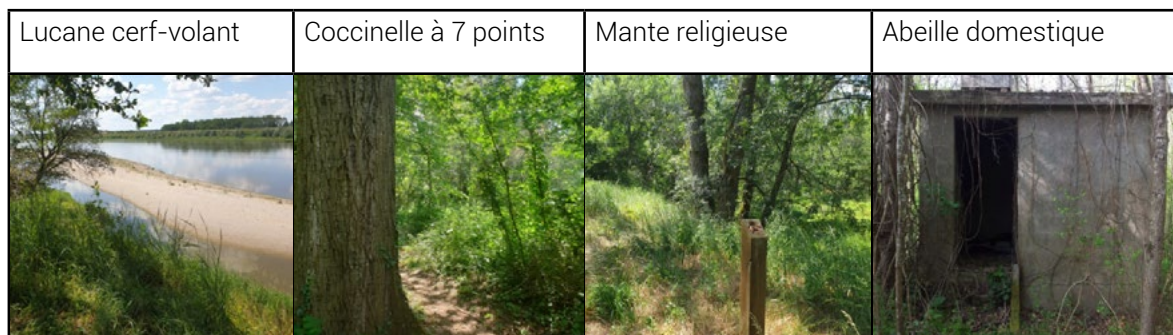 Lucane cerf-volant
Coccinelle à 7 points
Mante religieuse
Abeille domestique